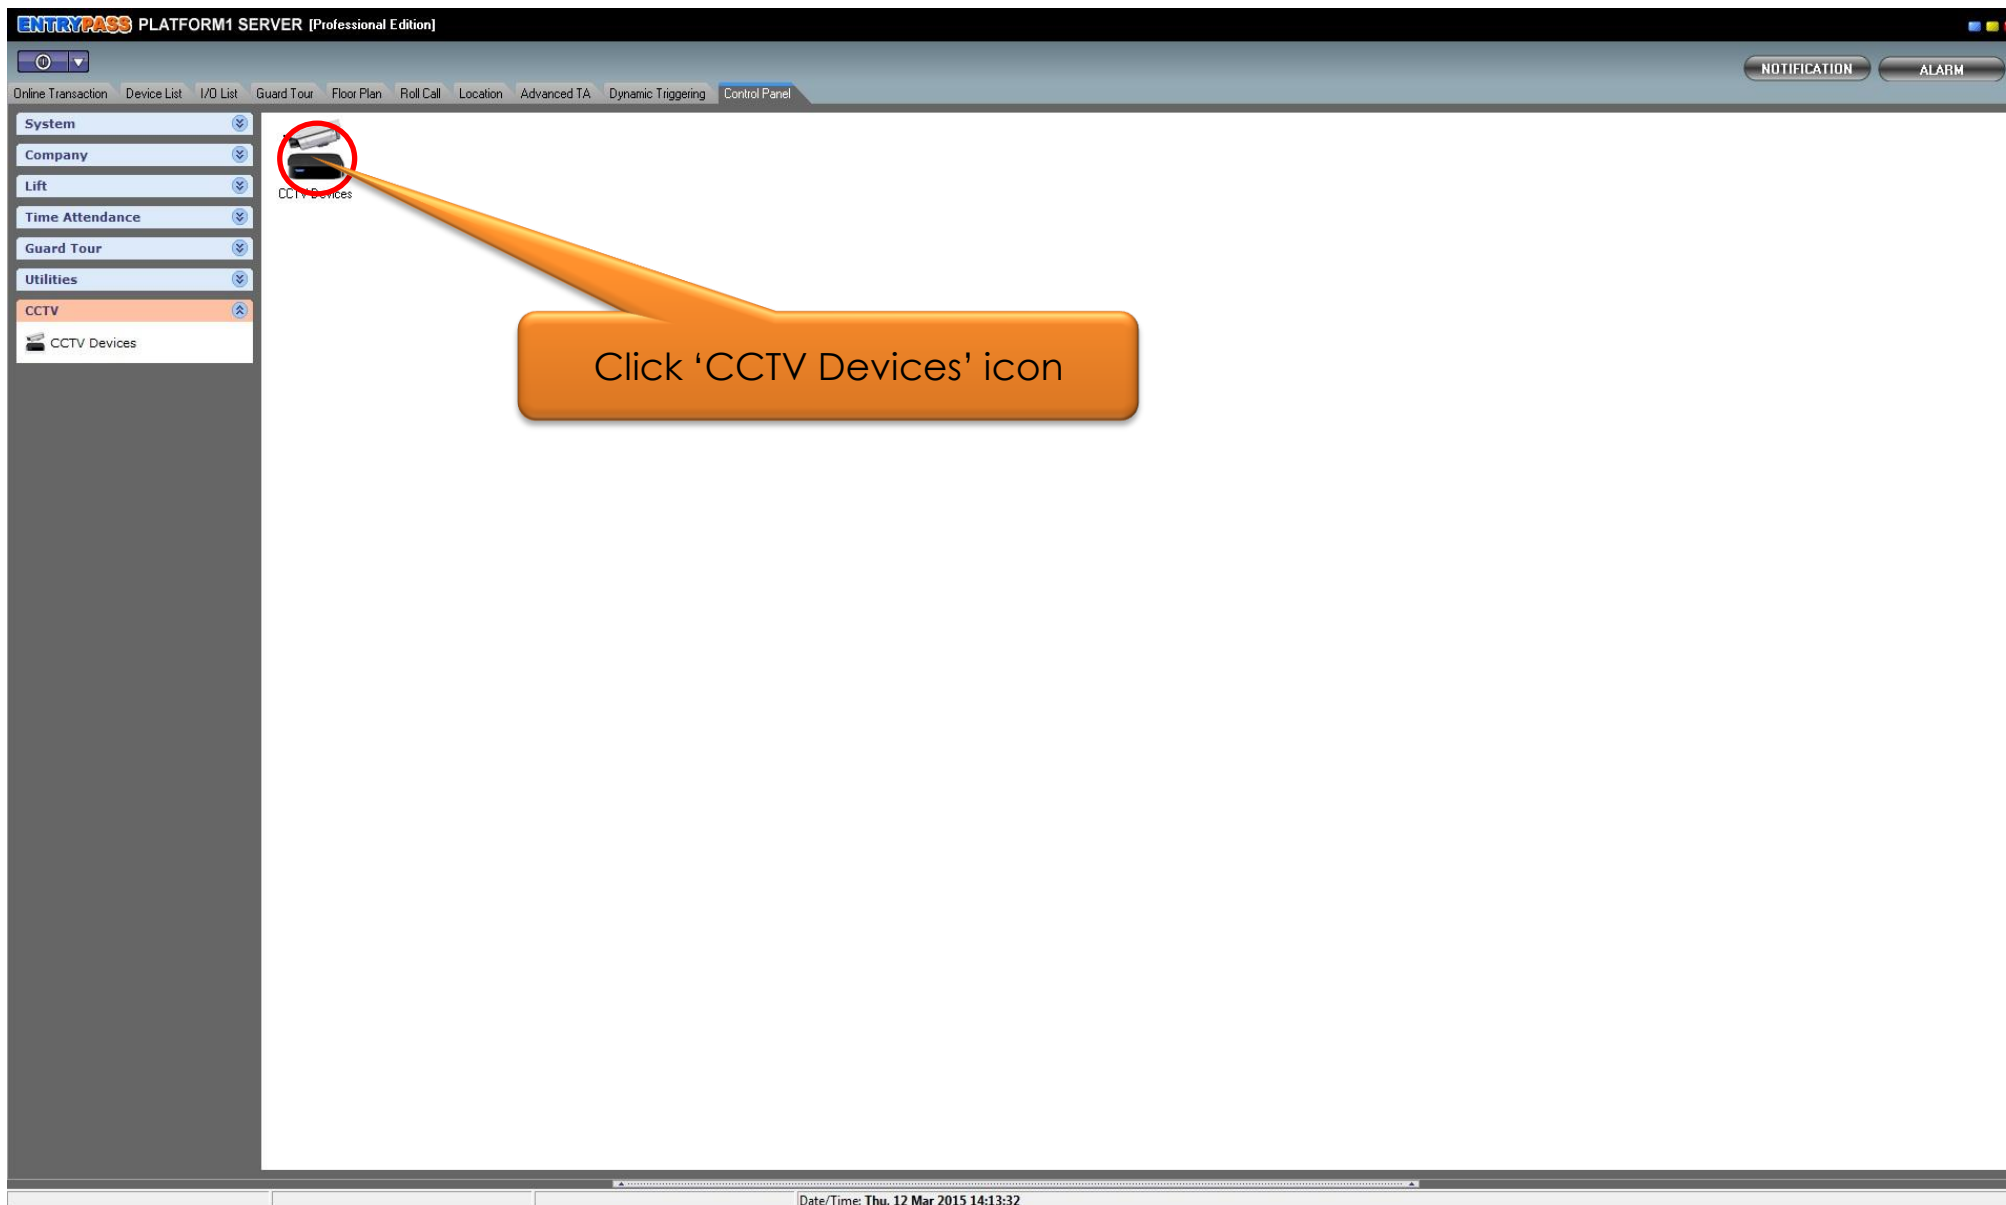 ENTRYPASS PLATFORM1 SERVER [Professional Edition]
NOTIFICATION ALARM
Online Transaction Device List I/O List Guard Tour Floor Plan Roll Call Location Advanced TA Dynamic Triggering Control Panel
System
Company
Lift
Time Attendance
Guard Tour
Utilities
CCTV
CCTV Devices
CCTV Devices
Click ‘CCTV Devices’ icon
Date/Time: Thu, 12 Mar 2015 14:13:32